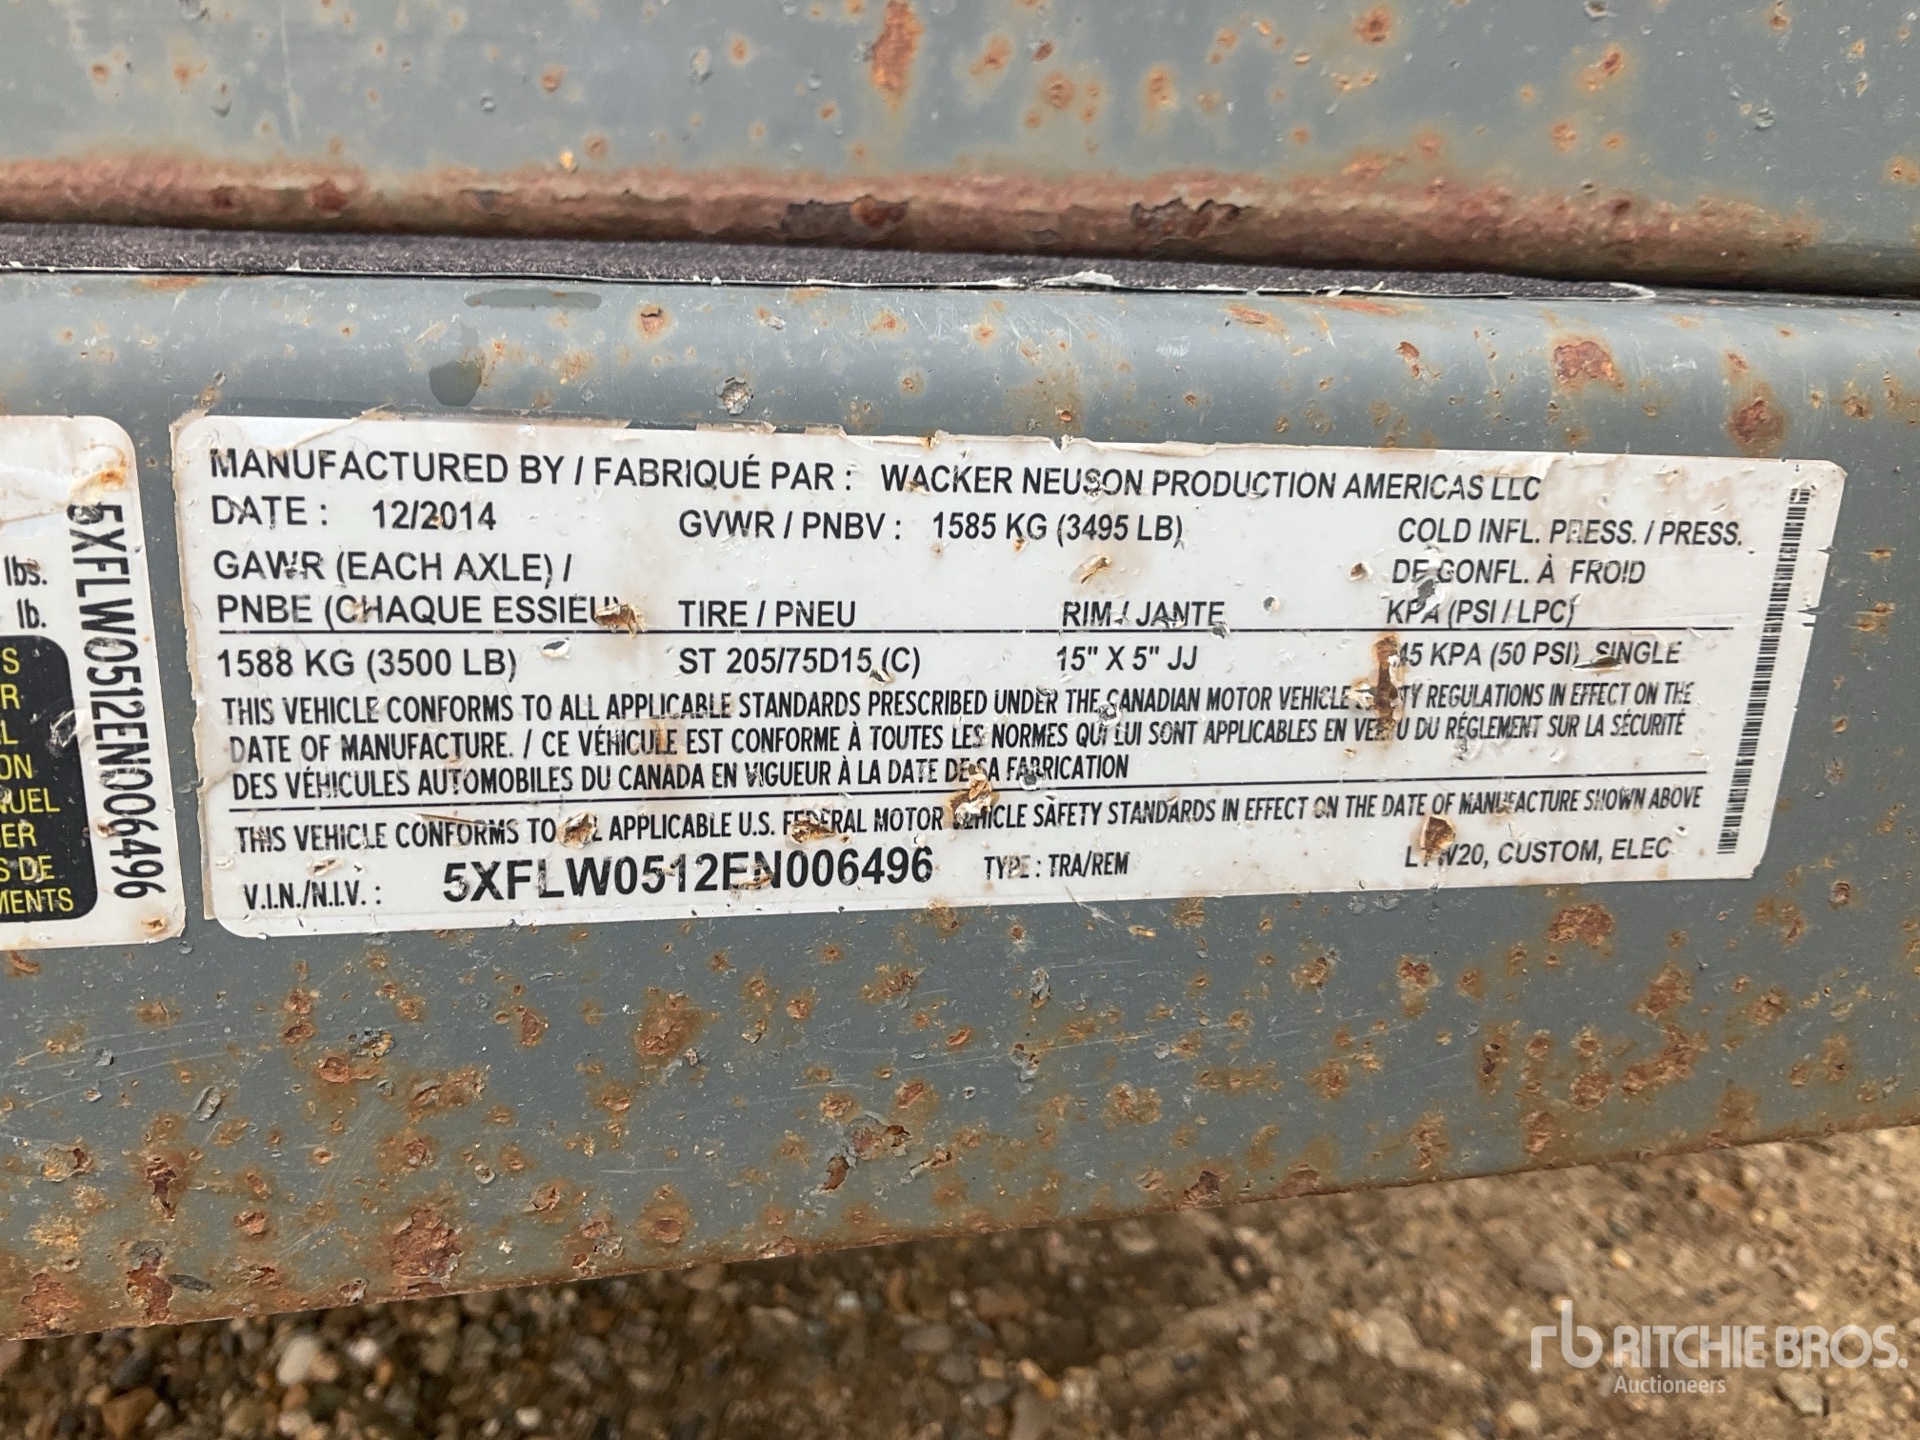 lbs.
lb.
S
R
L
ON
NUEL
IER
S DE
MENTS
5XFLW0512EN006496
MANUFACTURED BY / FABRIQUÉ PAR : WACKER NEUSON PRODUCTION AMERICAS LLC
DATE : 12/2014 GVWR / PNBV : 1585 KG (3495 LB) COLD INFL. PRESS. / PRESS.
GAWR (EACH AXLE) / DE GONFL. À FROID
PNBE (CHAQUE ESSIEU) TIRE / PNEU RIM / JANTE KPA (PSI / LPC)
1588 KG (3500 LB) ST 205/75D15 (C) 15" X 5" JJ 45 KPA (50 PSI) SINGLE
THIS VEHICLE CONFORMS TO ALL APPLICABLE STANDARDS PRESCRIBED UNDER THE CANADIAN MOTOR VEHICLE SAFETY REGULATIONS IN EFFECT ON THE
DATE OF MANUFACTURE. / CE VÉHICULE EST CONFORME À TOUTES LES NORMES QUI LUI SONT APPLICABLES EN VERTU DU RÉGLEMENT SUR LA SÉCURITÉ
DES VÉHICULES AUTOMOBILES DU CANADA EN VIGUEUR À LA DATE DE SA FABRICATION
THIS VEHICLE CONFORMS TO ALL APPLICABLE U.S. FEDERAL MOTOR VEHICLE SAFETY STANDARDS IN EFFECT ON THE DATE OF MANUFACTURE SHOWN ABOVE
V.I.N./N.I.V. : 5XFLW0512EN006496 TYPE : TRA/REM LTW20, CUSTOM, ELEC
rb RITCHIE BROS.
Auctioneers